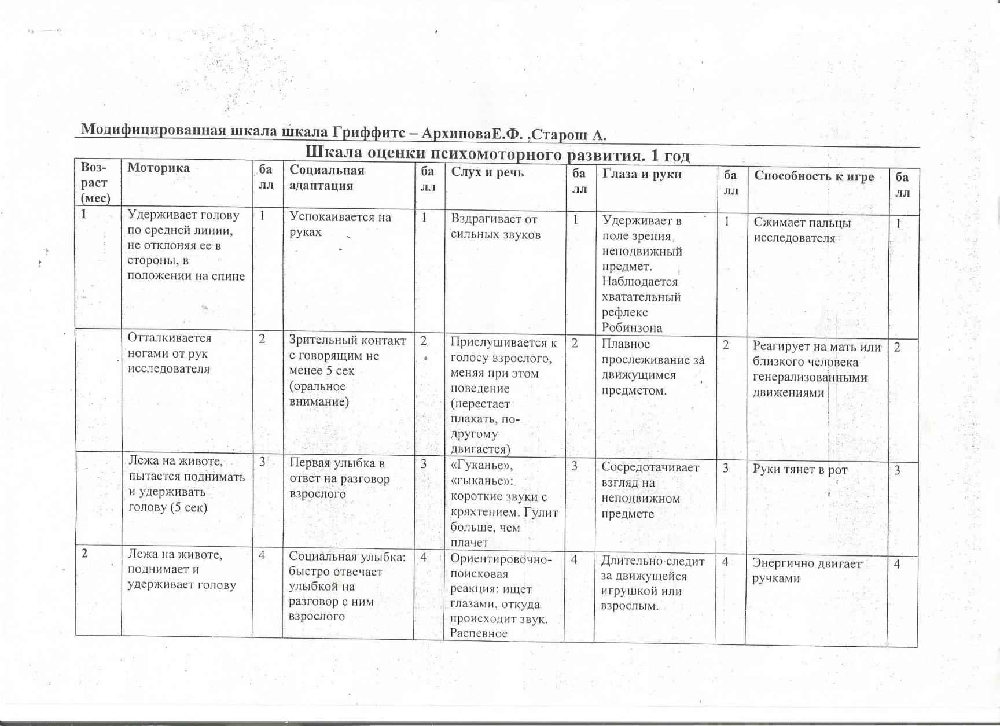 Модифицированная шкала шкала Гриффитс – АрхиповаЕ.Ф. ,Старош А.
Шкала оценки психомоторного развития. 1 год
Воз-
раст
(мес)
Моторика
ба
лл
Социальная
адаптация
ба
лл
Слух и речь
ба
лл
Глаза и руки
ба
лл
Способность к игре
ба
лл
1
Удерживает голову
по средней линии,
не отклоняя ее в
стороны, в
положении на спине
1
Успокаивается на
руках
1
Вздрагивает от
сильных звуков
1
Удерживает в
поле зрения
неподвижный
предмет.
Наблюдается
хватательный
рефлекс
Робинзона
1
Сжимает пальцы
исследователя
1
Отталкивается
ногами от рук
исследователя
2
Зрительный контакт
с говорящим не
менее 5 сек
(оральное
внимание)
2
Прислушивается к
голосу взрослого,
меняя при этом
поведение
(перестает
плакать, по-
другому
двигается)
2
Плавное
прослеживание за
движущимся
предметом.
2
Реагирует на мать или
близкого человека
генерализованными
движениями
2
Лежа на животе,
пытается поднимать
и удерживать
голову (5 сек)
3
Первая улыбка в
ответ на разговор
взрослого
3
«Гуканье»,
«гыканье»:
короткие звуки с
кряхтением. Гулит
больше, чем
плачет
3
Сосредотачивает
взгляд на
неподвижном
предмете
3
Руки тянет в рот
3
2
Лежа на животе,
поднимает и
удерживает голову
4
Социальная улыбка:
быстро отвечает
улыбкой на
разговор с ним
взрослого
4
Ориентировочно-
поисковая
реакция: ищет
глазами, откуда
происходит звук.
Распевное
4
Длительно следит
за движущейся
игрушкой или
взрослым.
4
Энергично двигает
ручками
4